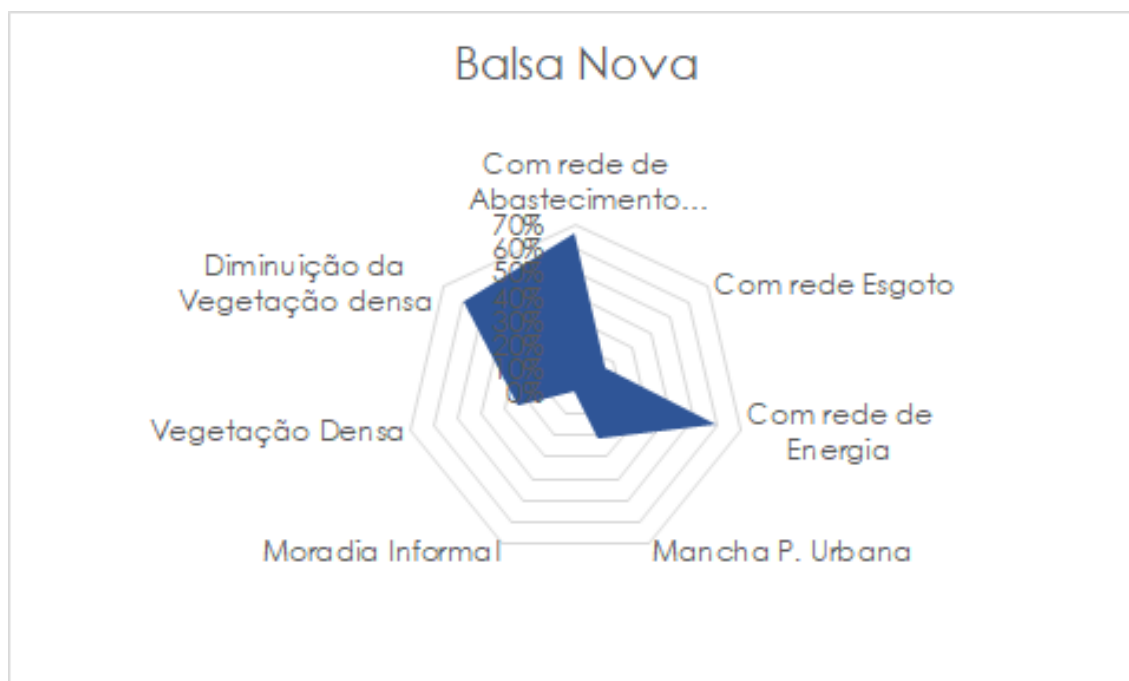 Balsa Nova
Com rede de
Abastecimento...
70%
60%
50%
40%
30%
20%
10%
0%
Com rede Esgoto
Com rede de
Energia
Mancha P. Urbana
Moradia Informal
Vegetação Densa
Diminuição da
Vegetação densa